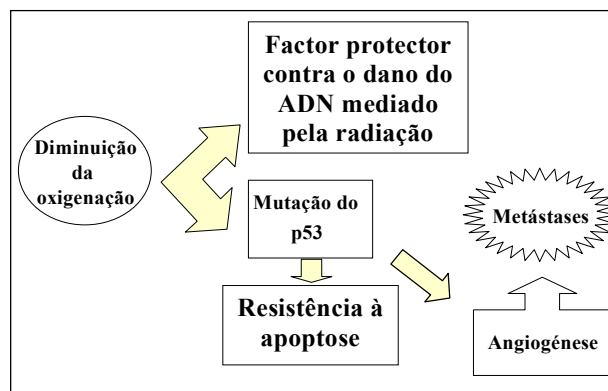 Factor protector
contra o dano do
ADN mediado
pela radiação
Diminuição
da
oxigenação
Mutação do
p53
Metástases
Resistência à
apoptose
Angiogénese